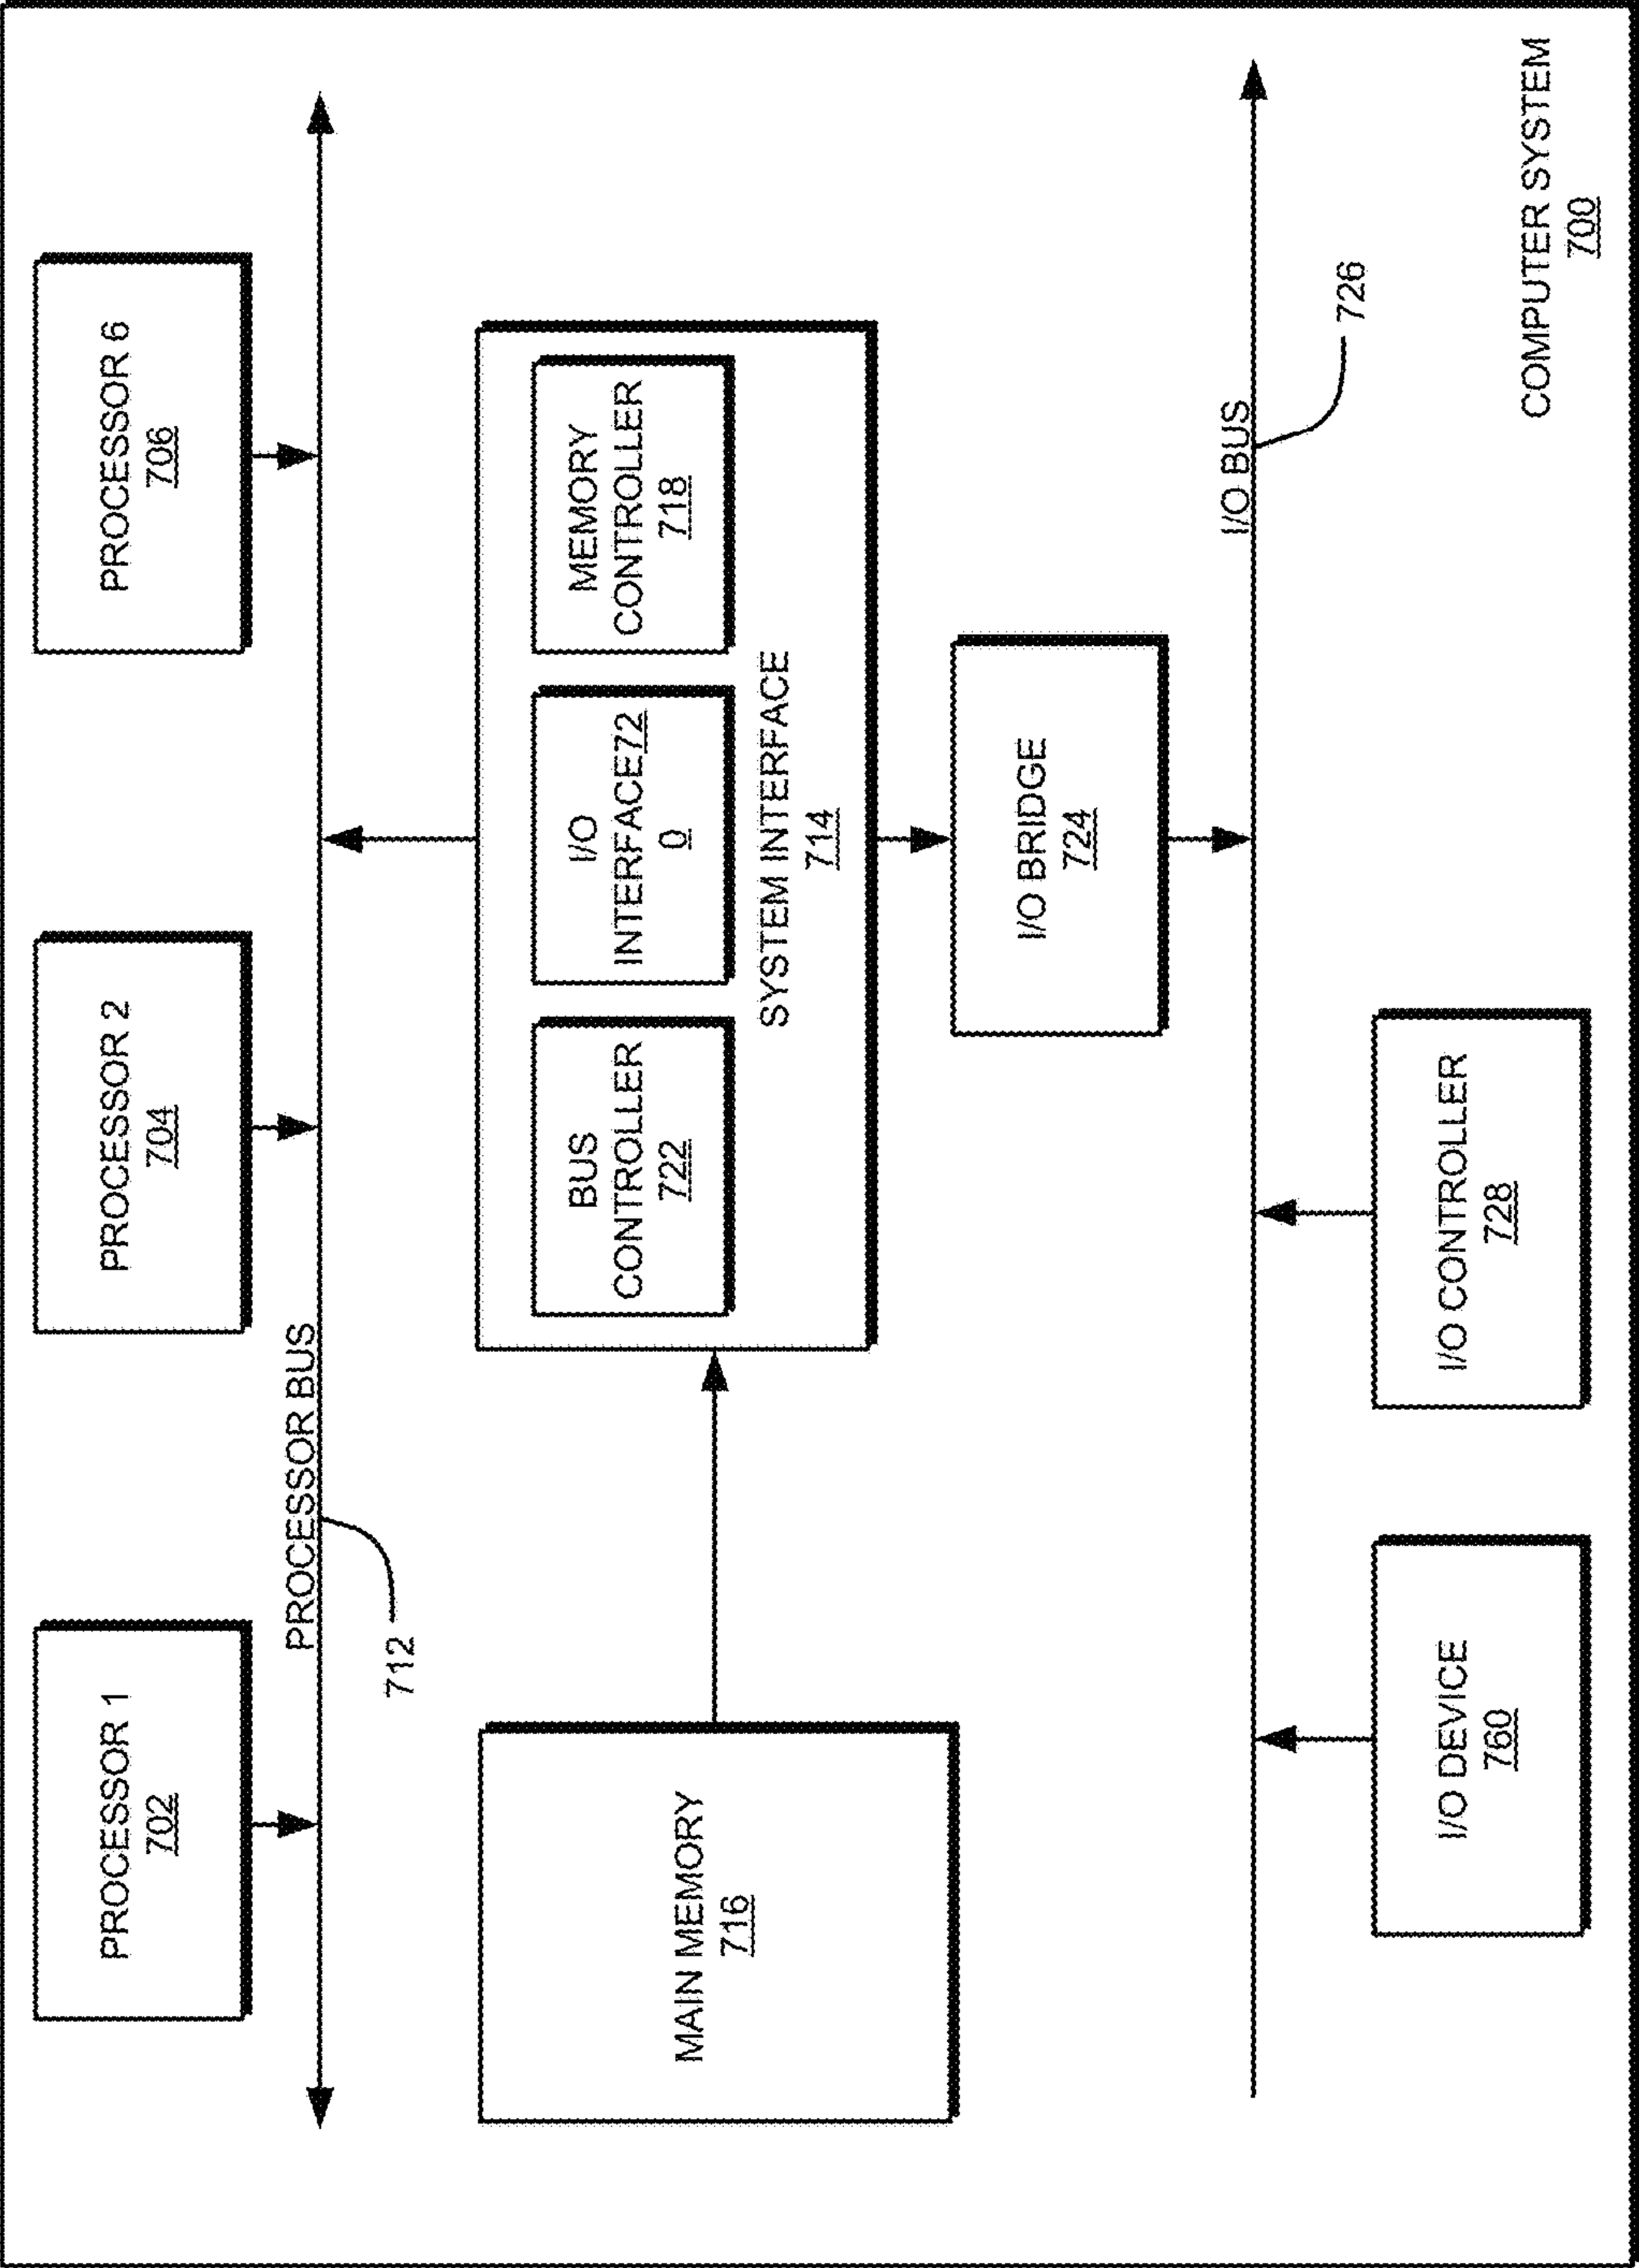 PROCESSOR 1
702
PROCESSOR 2
704
PROCESSOR 6
706
PROCESSOR BUS
712
MAIN MEMORY
716
BUS
CONTROLLER
722
I/O
INTERFACE72
0
MEMORY
CONTROLLER
718
SYSTEM INTERFACE
714
I/O BRIDGE
724
I/O BUS
726
I/O DEVICE
760
I/O CONTROLLER
728
COMPUTER SYSTEM
700